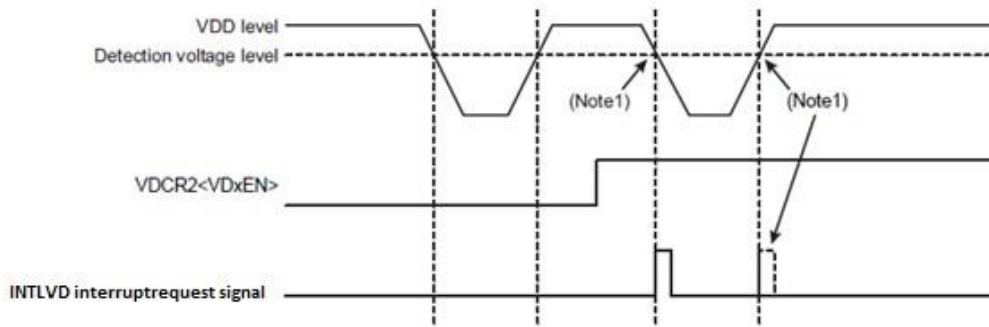 VDD level
Detection voltage level
(Note1)
(Note1)
VDCR2<VDxEN>
INTLVD interruptrequest signal